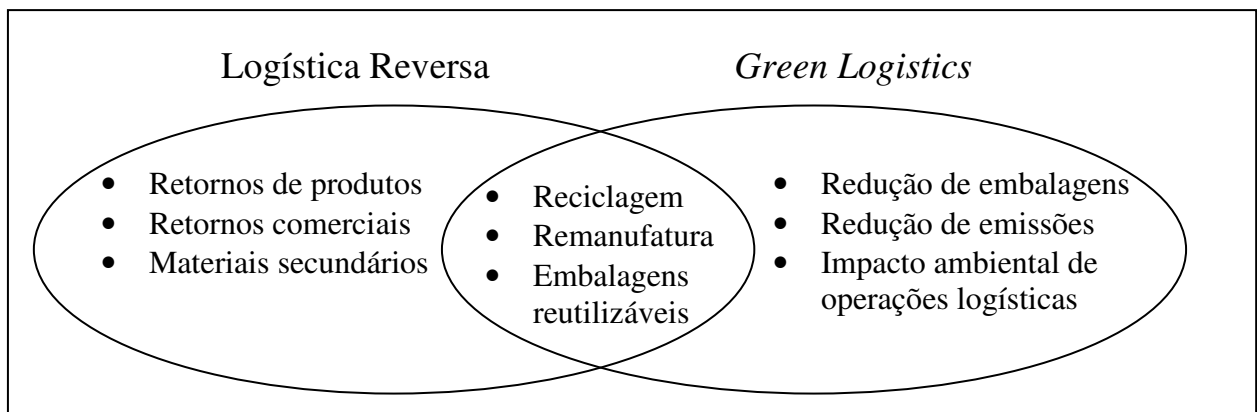 Logística Reversa
Green Logistics
• Retornos de produtos
• Retornos comerciais
• Materiais secundários
• Reciclagem
• Remanufatura
• Embalagens
reutilizáveis
• Redução de embalagens
• Redução de emissões
• Impacto ambiental de
operações logísticas